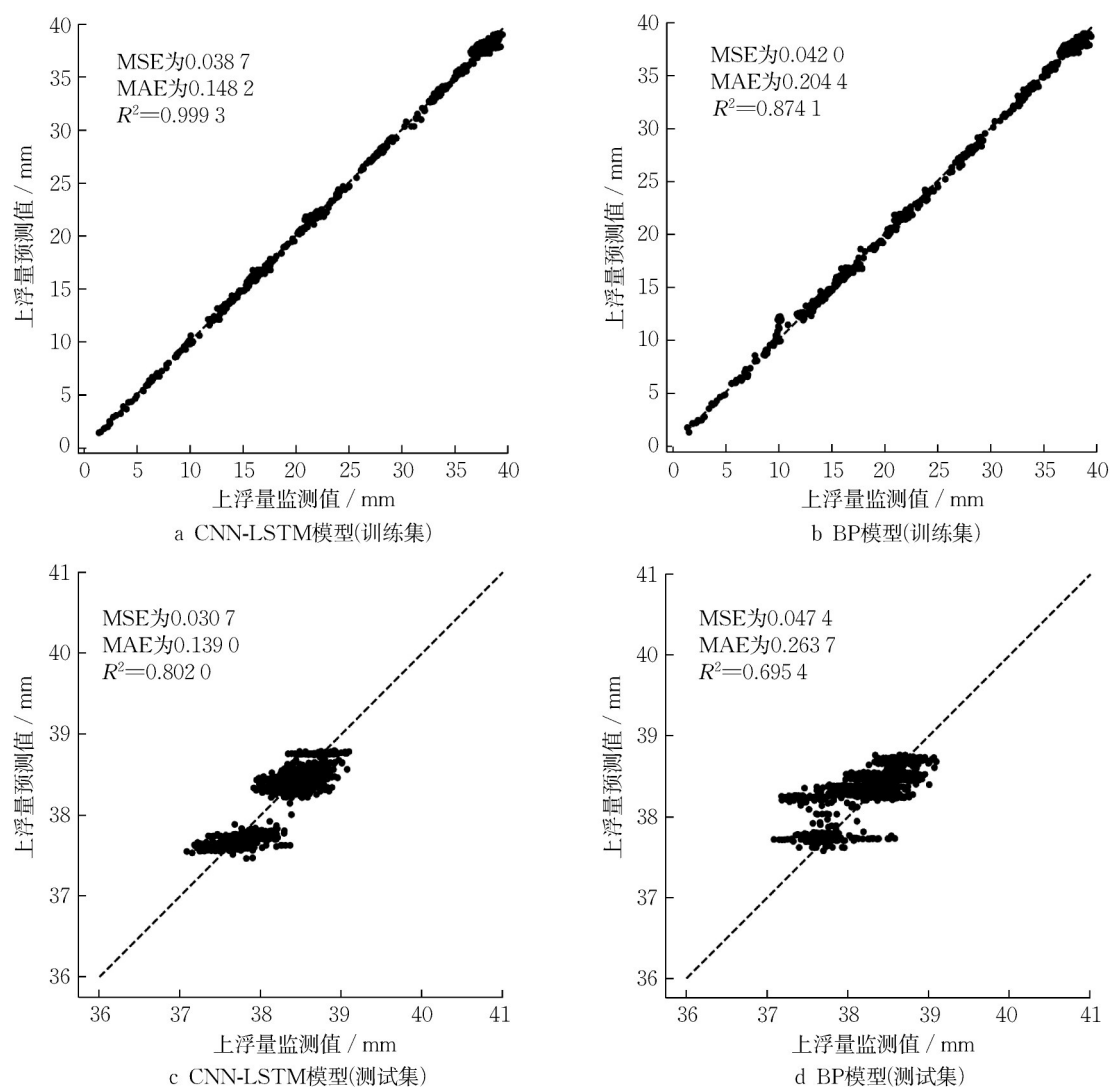 MSE为0.038 7
MAE为0.148 2
R²=0.999 3
上浮量预测值 / mm
40
35
30
25
20
15
10
5
0
0 5 10 15 20 25 30 35 40
上浮量监测值 / mm
a CNN-LSTM模型(训练集)
MSE为0.042 0
MAE为0.204 4
R²=0.874 1
上浮量预测值 / mm
40
35
30
25
20
15
10
5
0
0 5 10 15 20 25 30 35 40
上浮量监测值 / mm
b BP模型(训练集)
MSE为0.030 7
MAE为0.139 0
R²=0.802 0
上浮量预测值 / mm
41
40
39
38
37
36
36 37 38 39 40 41
上浮量监测值 / mm
c CNN-LSTM模型(测试集)
MSE为0.047 4
MAE为0.263 7
R²=0.695 4
上浮量预测值 / mm
41
40
39
38
37
36
36 37 38 39 40 41
上浮量监测值 / mm
d BP模型(测试集)